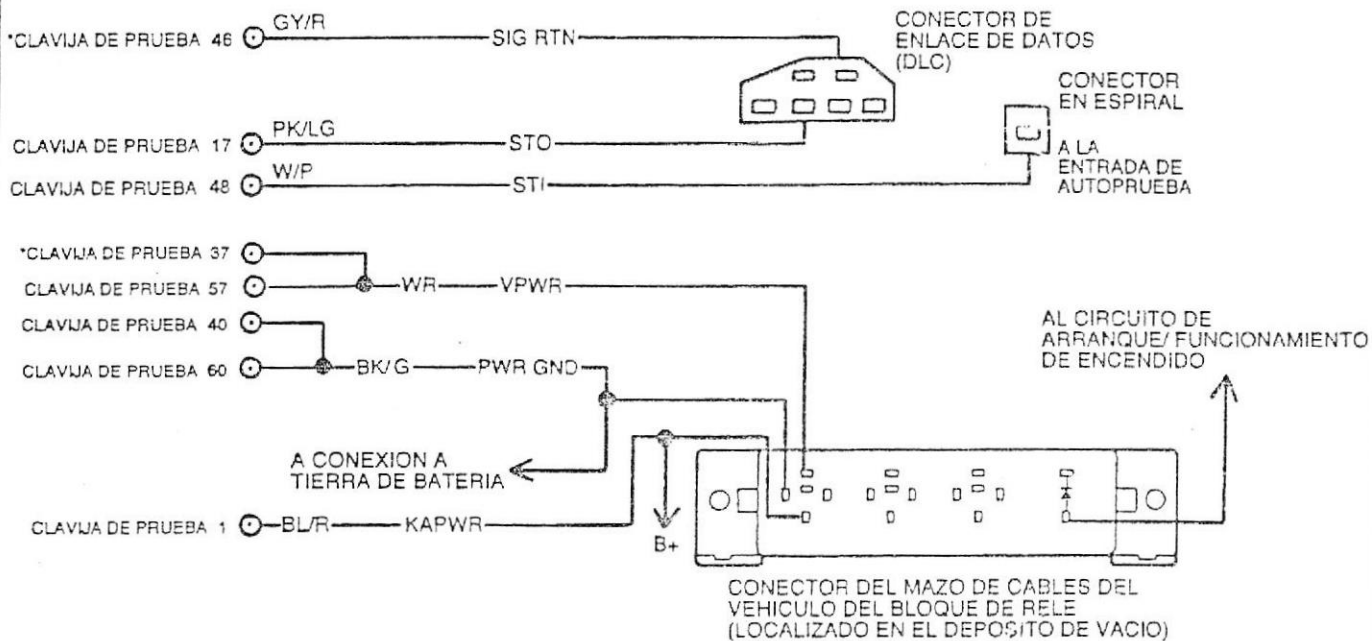 GY/R
*CLAVIJA DE PRUEBA 46
SIG RTN
CONECTOR DE
ENLACE DE DATOS
(DLC)
CONECTOR
EN ESPIRAL
PK/LG
CLAVIJA DE PRUEBA 17
STO
A LA
ENTRADA DE
AUTOPRUEBA
W/P
CLAVIJA DE PRUEBA 48
STI
*CLAVIJA DE PRUEBA 37
CLAVIJA DE PRUEBA 57
WR
VPWR
CLAVIJA DE PRUEBA 40
CLAVIJA DE PRUEBA 60
BK/G
PWR GND
AL CIRCUITO DE
ARRANQUE/ FUNCIONAMIENTO
DE ENCENDIDO
A CONEXION A
TIERRA DE BATERIA
CLAVIJA DE PRUEBA 1
BL/R
KAPWR
B+
CONECTOR DEL MAZO DE CABLES DEL
VEHICULO DEL BLOQUE DE RELE
(LOCALIZADO EN EL DEPOSITO DE VACIO)